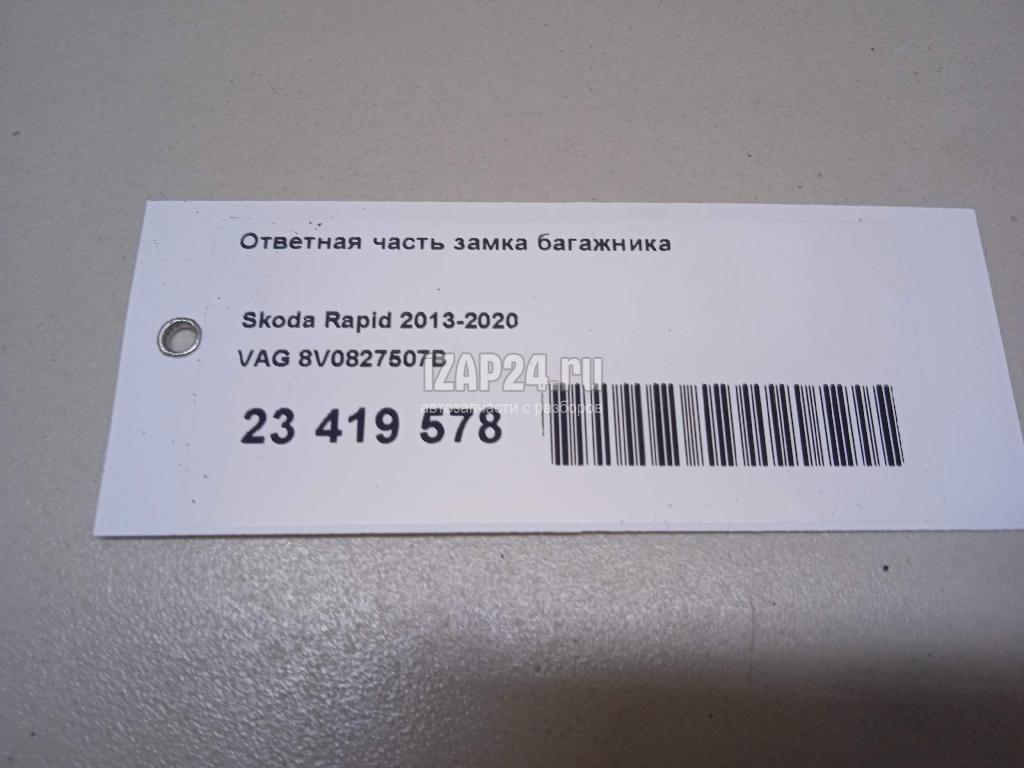 Ответная часть замка багажника
Skoda Rapid 2013-2020
VAG 8V0827507B
IZAP24.ru
автозапчасти с разборов
23 419 578